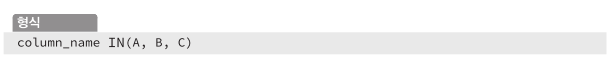 형식
column_name IN(A, B, C)